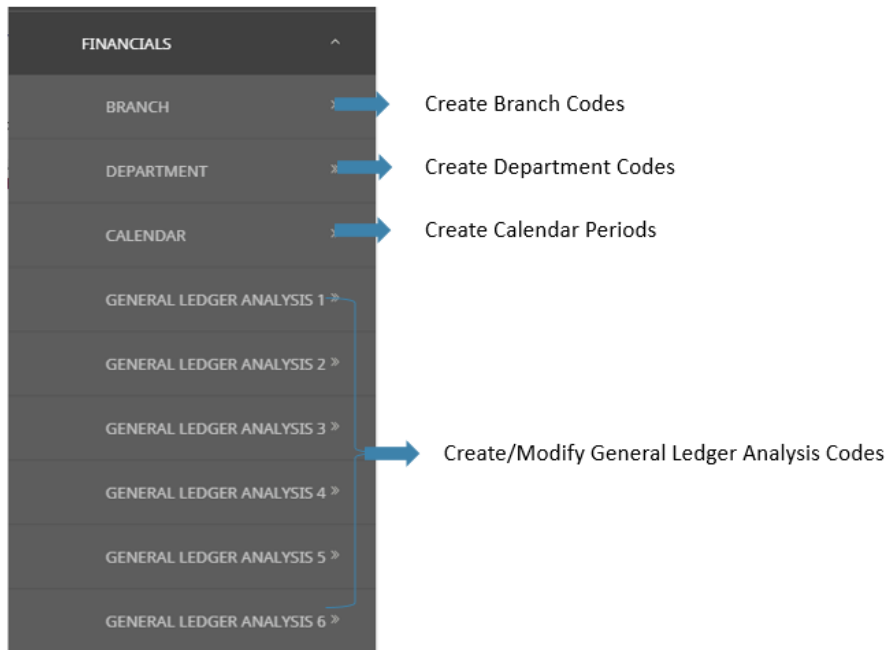 FINANCIALS
BRANCH
Create Branch Codes
DEPARTMENT
Create Department Codes
CALENDAR
Create Calendar Periods
GENERAL LEDGER ANALYSIS 1
GENERAL LEDGER ANALYSIS 2
GENERAL LEDGER ANALYSIS 3
Create/Modify General Ledger Analysis Codes
GENERAL LEDGER ANALYSIS 4
GENERAL LEDGER ANALYSIS 5
GENERAL LEDGER ANALYSIS 6